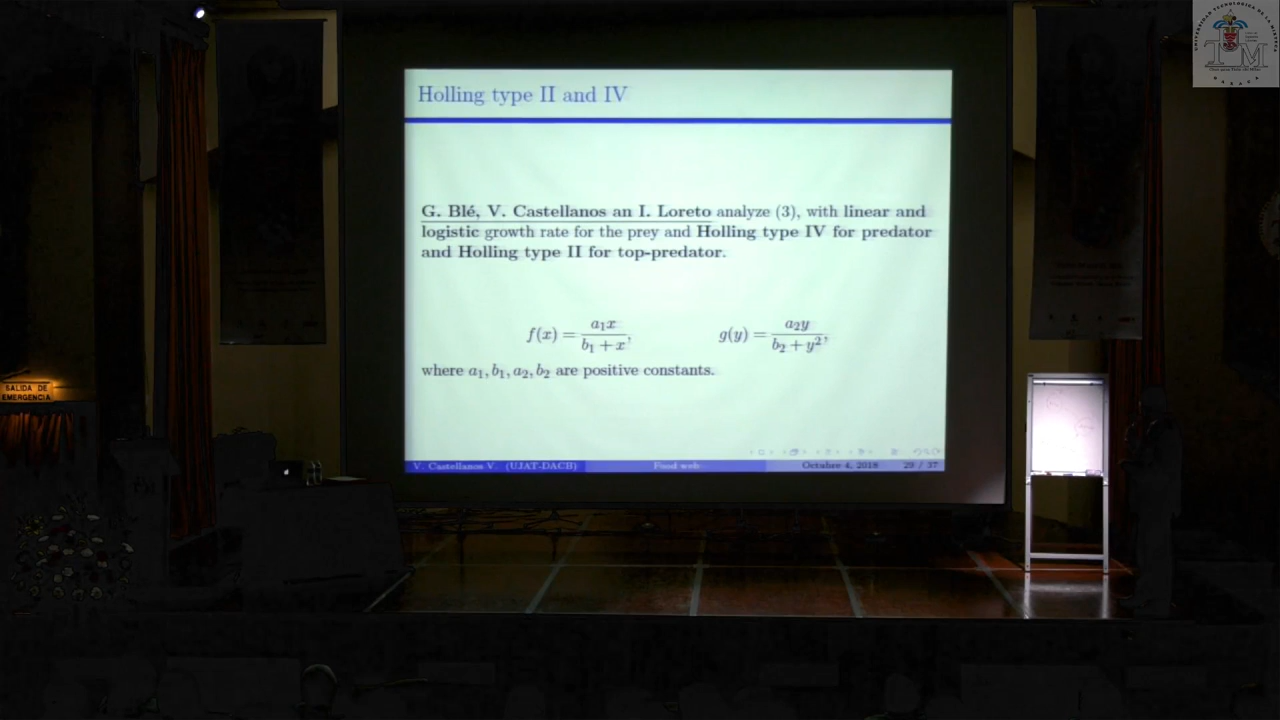 Holling type II and IV
G. Blé, V. Castellanos an I. Loreto analyze (3), with linear and
logistic growth rate for the prey and Holling type IV for predator
and Holling type II for top-predator.
f(x) = a₁x / (b₁ + x), g(y) = a₂y / (b₂ + y²),
where a₁, b₁, a₂, b₂ are positive constants.
V. Castellanos V. (UJAT-DACB) Food web Octubre 4, 2018 29 / 37
SALIDA DE
EMERGENCIA